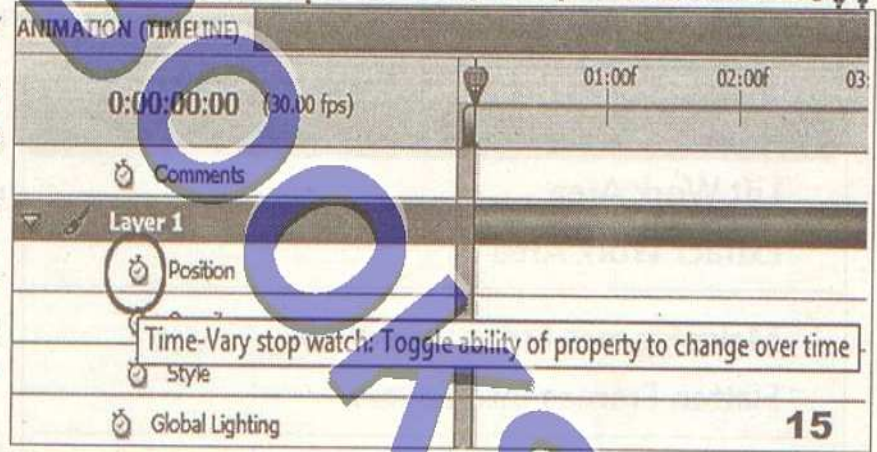 ANIMATION (TIMELINE)
0:00:00:00 (30.00 fps)
01:00f 02:00f 03:
Comments
Layer 1
Position
Time-Vary stop watch: Toggle ability of property to change over time
Style
Global Lighting
15